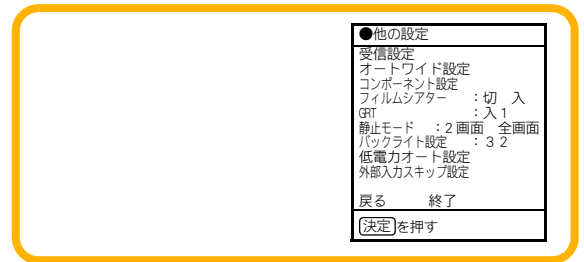 ●他の設定
受信設定
オートワイド設定
コンポーネント設定
フィルムシアター ：切 入
GRT ：入1
静止モード ：2画面 全画面
バックライト設定 ：32
低電力オート設定
外部入力スキップ設定
戻る 終了
決定を押す